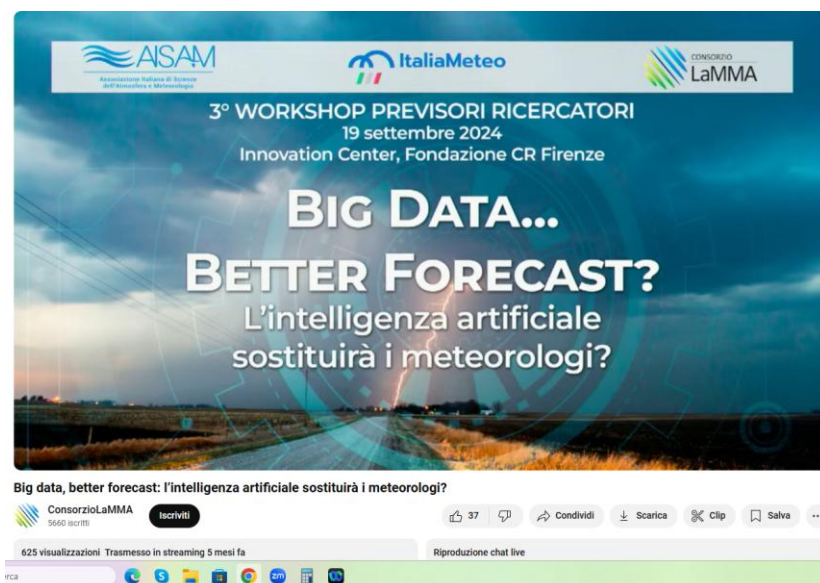 AISAM
Associazione Italiana di Scienze
dell'Atmosfera e Meteorologia
ItaliaMeteo
CONSORZIO
LaMMA
3° WORKSHOP PREVISORI RICERCATORI
19 settembre 2024
Innovation Center, Fondazione CR Firenze
BIG DATA...
BETTER FORECAST?
L'intelligenza artificiale
sostituirà i meteorologi?
Big data, better forecast: l'intelligenza artificiale sostituirà i meteorologi?
ConsorzioLaMMA
5660 iscritti
Iscriviti
37
Condividi
Scarica
Clip
Salva
625 visualizzazioni Trasmesso in streaming 5 mesi fa
Riproduzione chat live
erca
zm